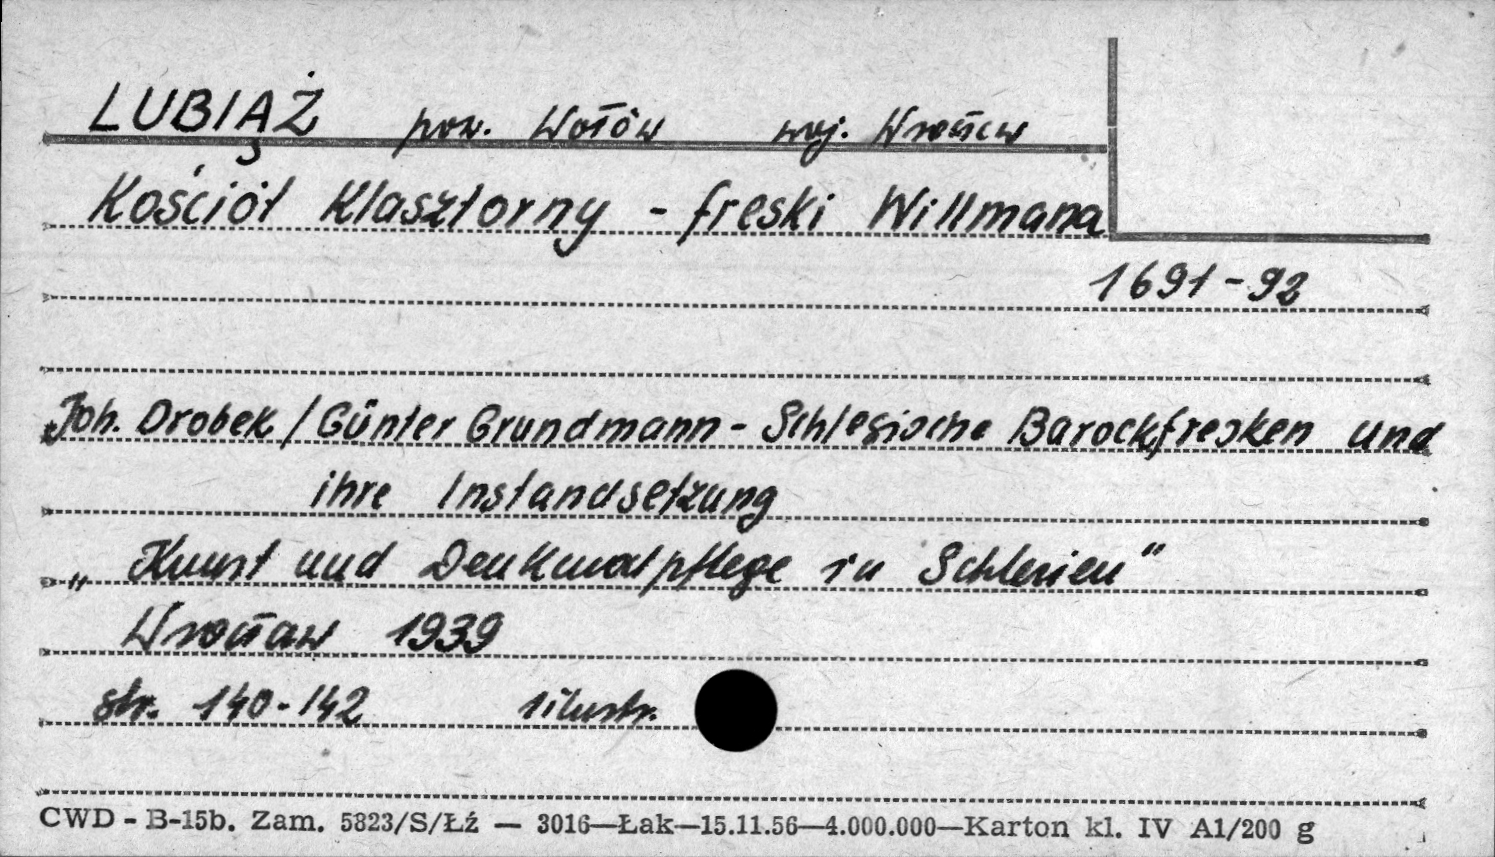 LUBIĄŻ pow. Wołów woj. Wrocław
Kościół Klasztorny - freski Willmana
1691-92
Joh. Drobek / Günter Grundmann - Schlesische Barockfresken und
ihre Instandsetzung
„Kunst und Denkmalpflege in Schlesien"
Wrocław 1939
str. 140-142 1 ilustr.
CWD - B-15b. Zam. 5823/S/Łź — 3016—Łak—15.11.56—4.000.000—Karton kl. IV A1/200 g